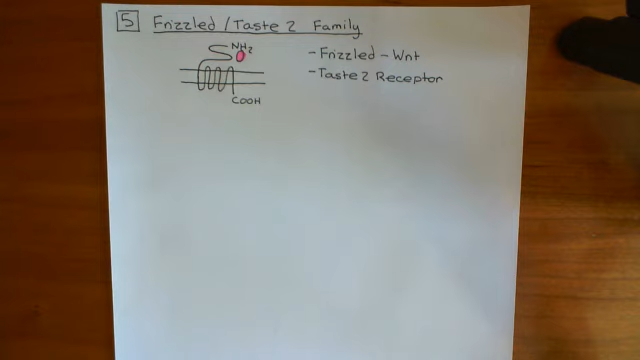 5 Frizzled / Taste 2 Family
NH2
- Frizzled - Wnt
- Taste 2 Receptor
COOH